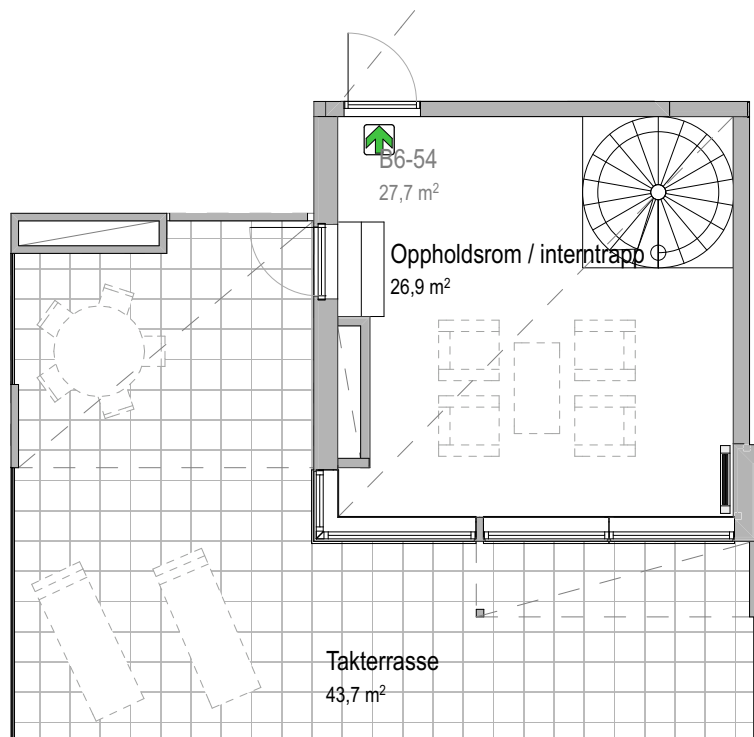 B6-54
27,7 m²
Oppholdsrom / interntrapp
26,9 m²
Takterrasse
43,7 m²